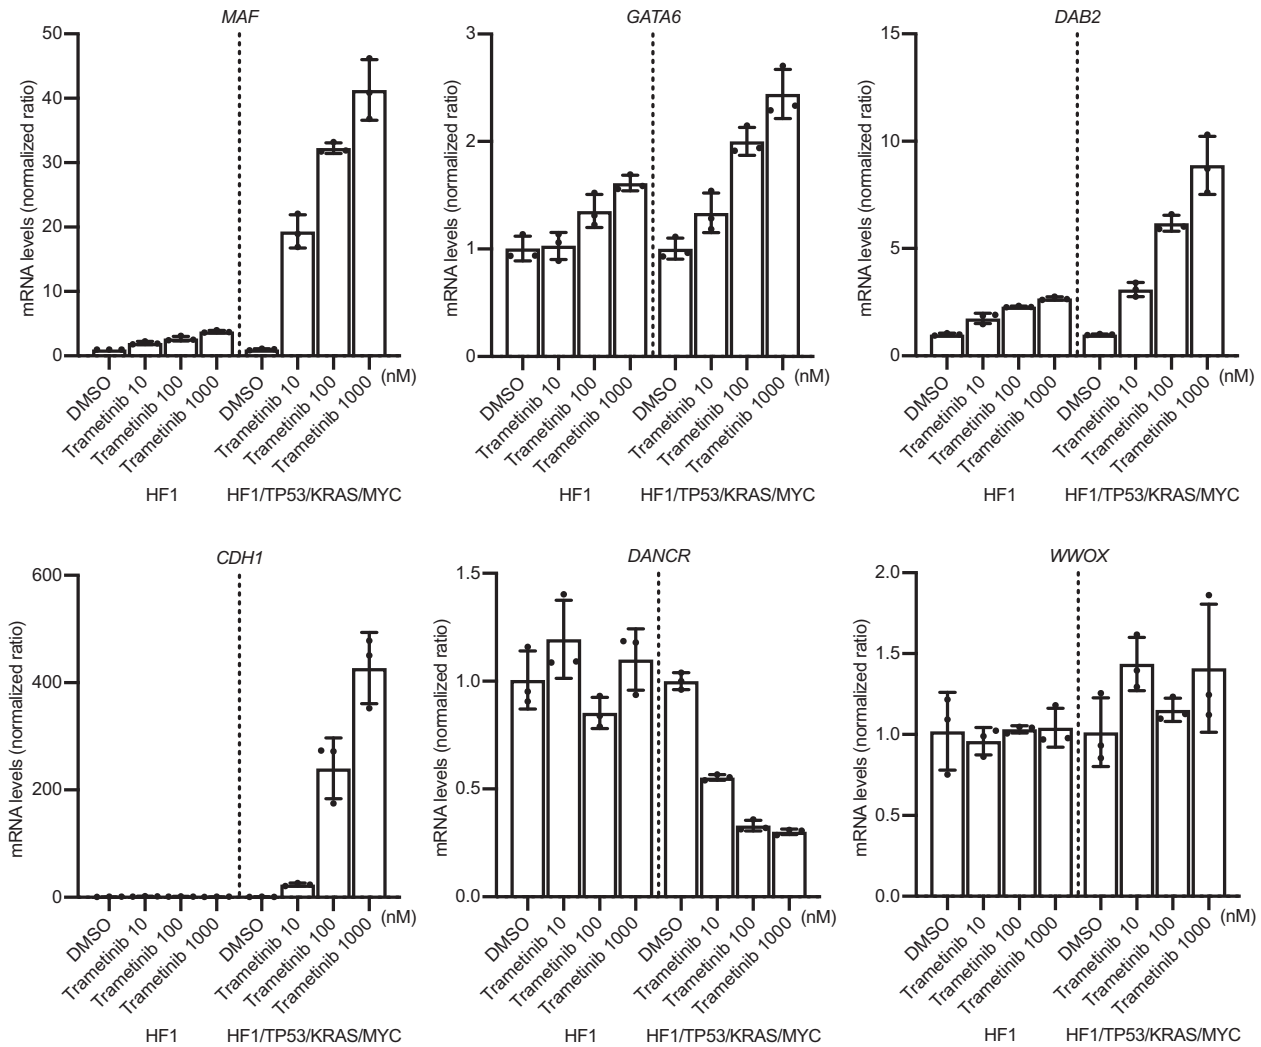 MAF
mRNA levels (normalized ratio)
50
40
30
20
10
0
DMSO
Trametinib 10
Trametinib 100
Trametinib 1000
DMSO
Trametinib 10
Trametinib 100
Trametinib 1000
(nM)
HF1
HF1/TP53/KRAS/MYC
GATA6
mRNA levels (normalized ratio)
3
2
1
0
DMSO
Trametinib 10
Trametinib 100
Trametinib 1000
DMSO
Trametinib 10
Trametinib 100
Trametinib 1000
(nM)
HF1
HF1/TP53/KRAS/MYC
DAB2
mRNA levels (normalized ratio)
15
10
5
0
DMSO
Trametinib 10
Trametinib 100
Trametinib 1000
DMSO
Trametinib 10
Trametinib 100
Trametinib 1000
(nM)
HF1
HF1/TP53/KRAS/MYC
CDH1
mRNA levels (normalized ratio)
600
400
200
0
DMSO
Trametinib 10
Trametinib 100
Trametinib 1000
DMSO
Trametinib 10
Trametinib 100
Trametinib 1000
(nM)
HF1
HF1/TP53/KRAS/MYC
DANCR
mRNA levels (normalized ratio)
1.5
1.0
0.5
0.0
DMSO
Trametinib 10
Trametinib 100
Trametinib 1000
DMSO
Trametinib 10
Trametinib 100
Trametinib 1000
(nM)
HF1
HF1/TP53/KRAS/MYC
WWOX
mRNA levels (normalized ratio)
2.0
1.5
1.0
0.5
0.0
DMSO
Trametinib 10
Trametinib 100
Trametinib 1000
DMSO
Trametinib 10
Trametinib 100
Trametinib 1000
(nM)
HF1
HF1/TP53/KRAS/MYC